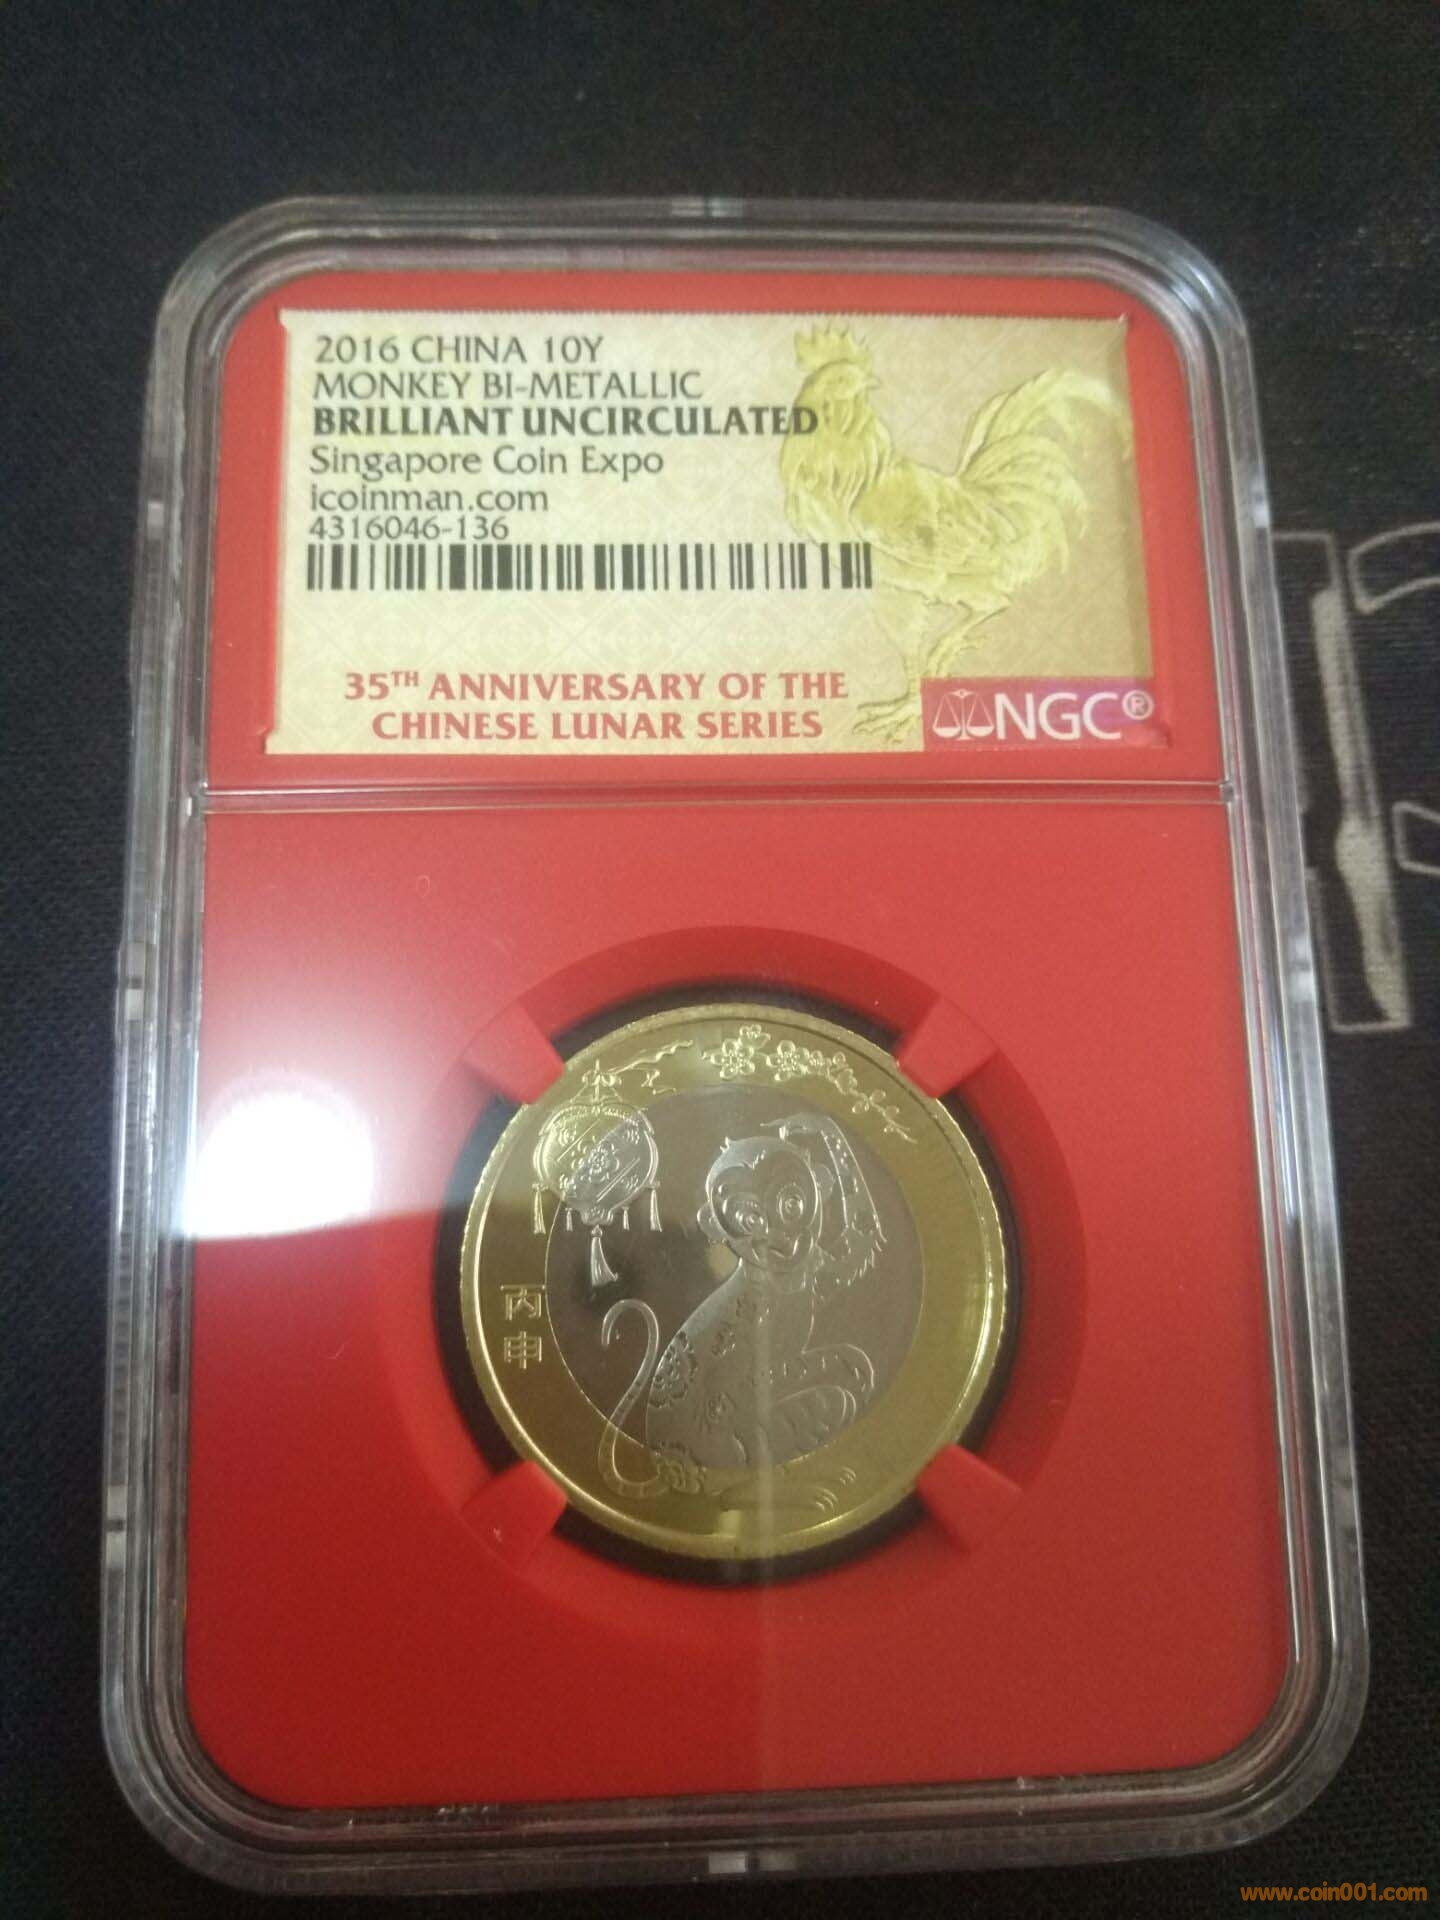 2016 CHINA 10Y
MONKEY BI-METALLIC
BRILLIANT UNCIRCULATED
Singapore Coin Expo
icoinman.com
4316046-136
35TH ANNIVERSARY OF THE
CHINESE LUNAR SERIES
NGC®
丙
申
www.coin001.com